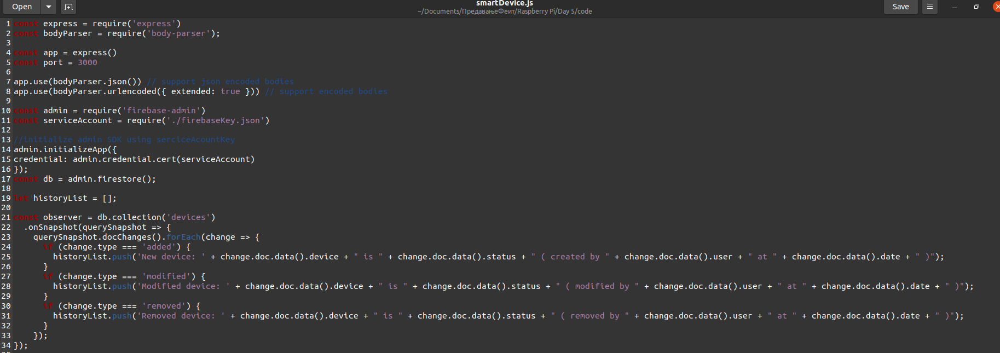 Open
smartDevice.js
~/Documents/ПредавањеФеит/Raspberry Pi/Day 5/code
Save
1 const express = require('express')
2 const bodyParser = require('body-parser');
3
4 const app = express()
5 const port = 3000
6
7 app.use(bodyParser.json()) // support json encoded bodies
8 app.use(bodyParser.urlencoded({ extended: true })) // support encoded bodies
9
10 const admin = require('firebase-admin')
11 const serviceAccount = require('./firebaseKey.json')
12
13 //initialize admin SDK using serciceAcountKey
14 admin.initializeApp({
15 credential: admin.credential.cert(serviceAccount)
16 });
17 const db = admin.firestore();
18
19 let historyList = [];
20
21 const observer = db.collection('devices')
22   .onSnapshot(querySnapshot => {
23     querySnapshot.docChanges().forEach(change => {
24       if (change.type === 'added') {
25         historyList.push('New device: ' + change.doc.data().device + " is " + change.doc.data().status + " ( created by " + change.doc.data().user + " at " + change.doc.data().date + " )");
26       }
27       if (change.type === 'modified') {
28         historyList.push('Modified device: ' + change.doc.data().device + " is " + change.doc.data().status + " ( modified by " + change.doc.data().user + " at " + change.doc.data().date + " )");
29       }
30       if (change.type === 'removed') {
31         historyList.push('Removed device: ' + change.doc.data().device + " is " + change.doc.data().status + " ( removed by " + change.doc.data().user + " at " + change.doc.data().date + " )");
32       }
33     });
34 });